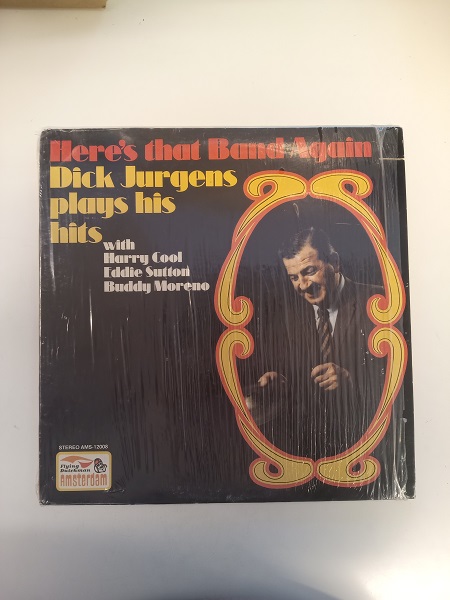 Here's that Band Again
Dick Jurgens
plays his
hits
with
Harry Cool
Eddie Sutton
Buddy Moreno
STEREO AMS-12008
Flying
Dutchman
Amsterdam